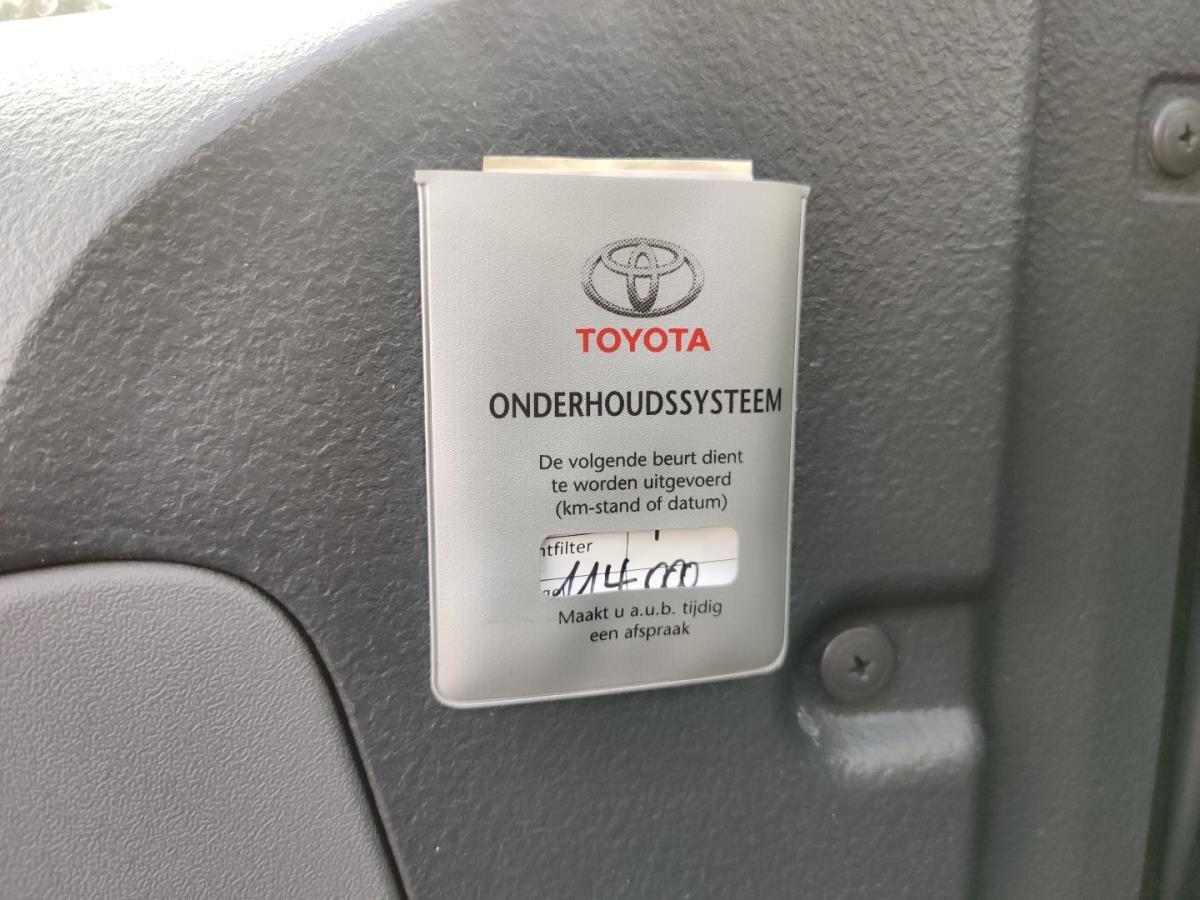 TOYOTA
ONDERHOUDSSYSTEEM
De volgende beurt dient
te worden uitgevoerd
(km-stand of datum)
ntfilter
114 000
Maakt u a.u.b. tijdig
een afspraak